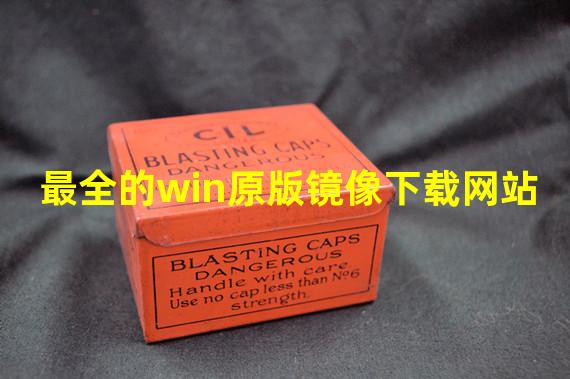 CIL
BLASTING CAPS
DANGEROUS
最全的win原版镜像下载网站
BLASTING CAPS
DANGEROUS
Handle with care
Use no cap less than Nº6
strength.